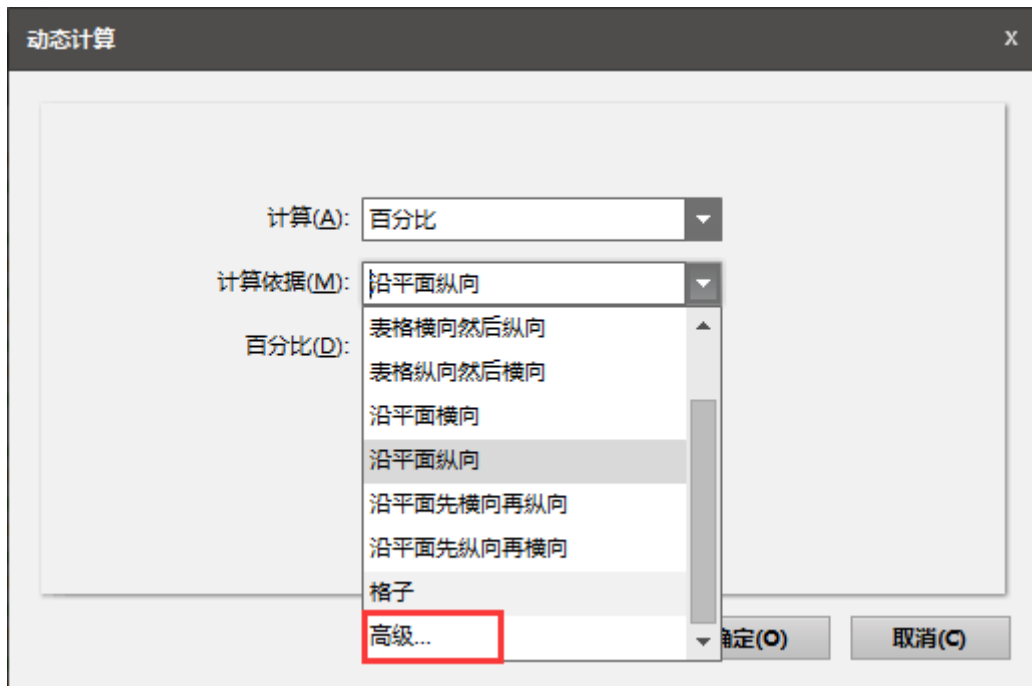 动态计算 x
计算(A): 百分比
计算依据(M): 沿平面纵向
百分比(D):
表格横向然后纵向
表格纵向然后横向
沿平面横向
沿平面纵向
沿平面先横向再纵向
沿平面先纵向再横向
格子
高级...
定(O) 取消(C)